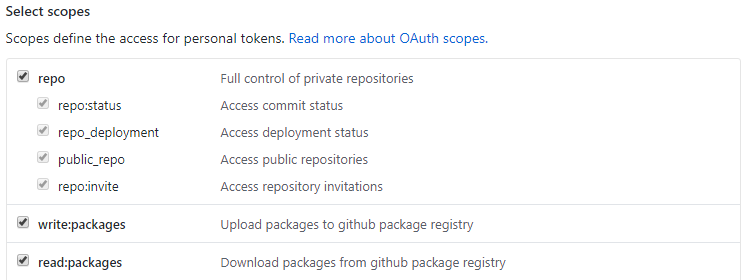 Select scopes
Scopes define the access for personal tokens. Read more about OAuth scopes.
repo Full control of private repositories
repo:status Access commit status
repo_deployment Access deployment status
public_repo Access public repositories
repo:invite Access repository invitations
write:packages Upload packages to github package registry
read:packages Download packages from github package registry